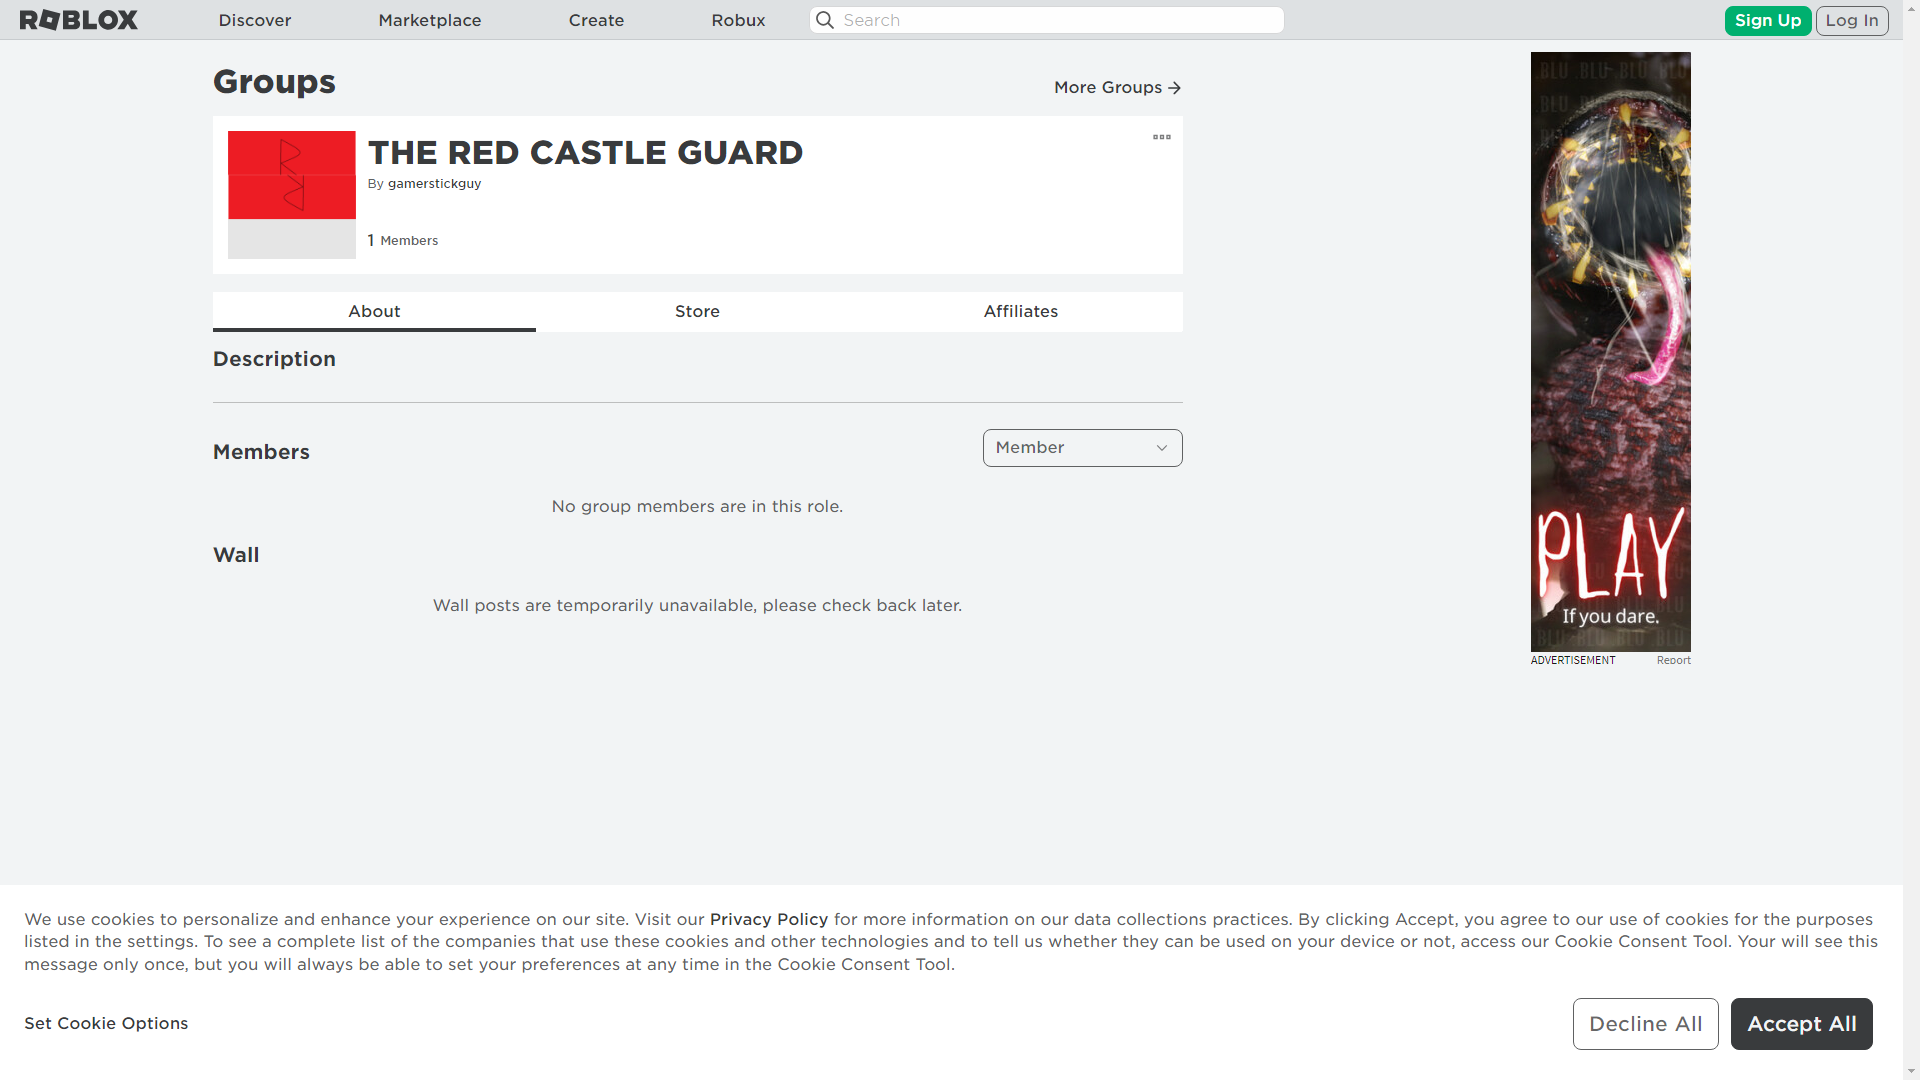 ROBLOX
Discover
Marketplace
Create
Robux
Search
Sign Up
Log In
Groups
More Groups
THE RED CASTLE GUARD
By gamerstickguy
1 Members
About
Store
Affiliates
Description
Members
Member
No group members are in this role.
Wall
Wall posts are temporarily unavailable, please check back later.
PLAY
If you dare.
ADVERTISEMENT
Report
We use cookies to personalize and enhance your experience on our site. Visit our Privacy Policy for more information on our data collections practices. By clicking Accept, you agree to our use of cookies for the purposes
listed in the settings. To see a complete list of the companies that use these cookies and other technologies and to tell us whether they can be used on your device or not, access our Cookie Consent Tool. Your will see this
message only once, but you will always be able to set your preferences at any time in the Cookie Consent Tool.
Set Cookie Options
Decline All
Accept All